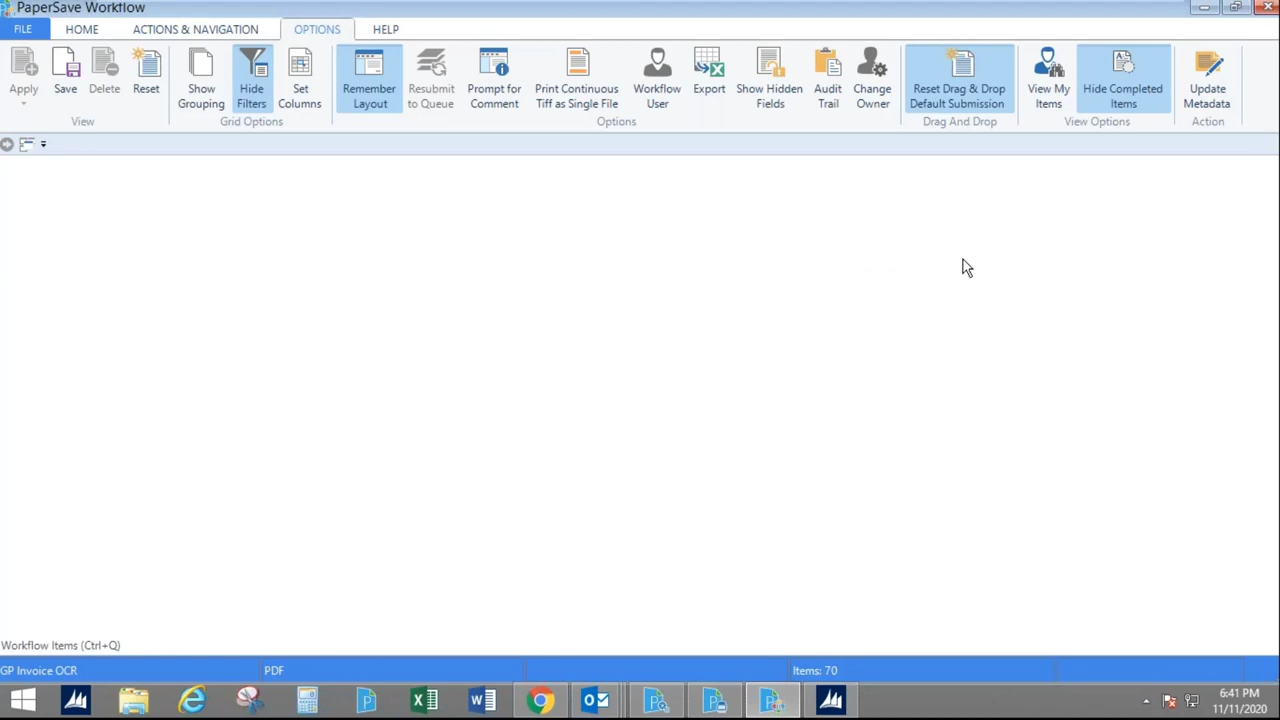 PaperSave Workflow
FILE HOME ACTIONS & NAVIGATION OPTIONS HELP
Apply Save Delete Reset
Show Grouping
Hide Filters
Set Columns
Remember Layout
Resubmit to Queue
Prompt for Comment
Print Continuous Tiff as Single File
Workflow User
Export
Show Hidden Fields
Audit Trail
Change Owner
Reset Drag & Drop Default Submission
View My Items
Hide Completed Items
Update Metadata
View Grid Options Options Drag And Drop View Options Action
Workflow Items (Ctrl+Q)
GP Invoice OCR PDF Items: 70
6:41 PM
11/11/2020